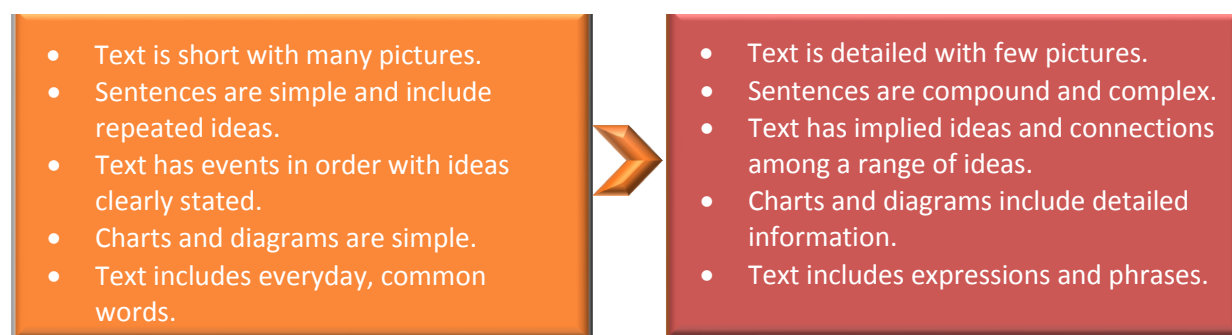 • Text is short with many pictures.
• Sentences are simple and include
repeated ideas.
• Text has events in order with ideas
clearly stated.
• Charts and diagrams are simple.
• Text includes everyday, common
words.
• Text is detailed with few pictures.
• Sentences are compound and complex.
• Text has implied ideas and connections
among a range of ideas.
• Charts and diagrams include detailed
information.
• Text includes expressions and phrases.